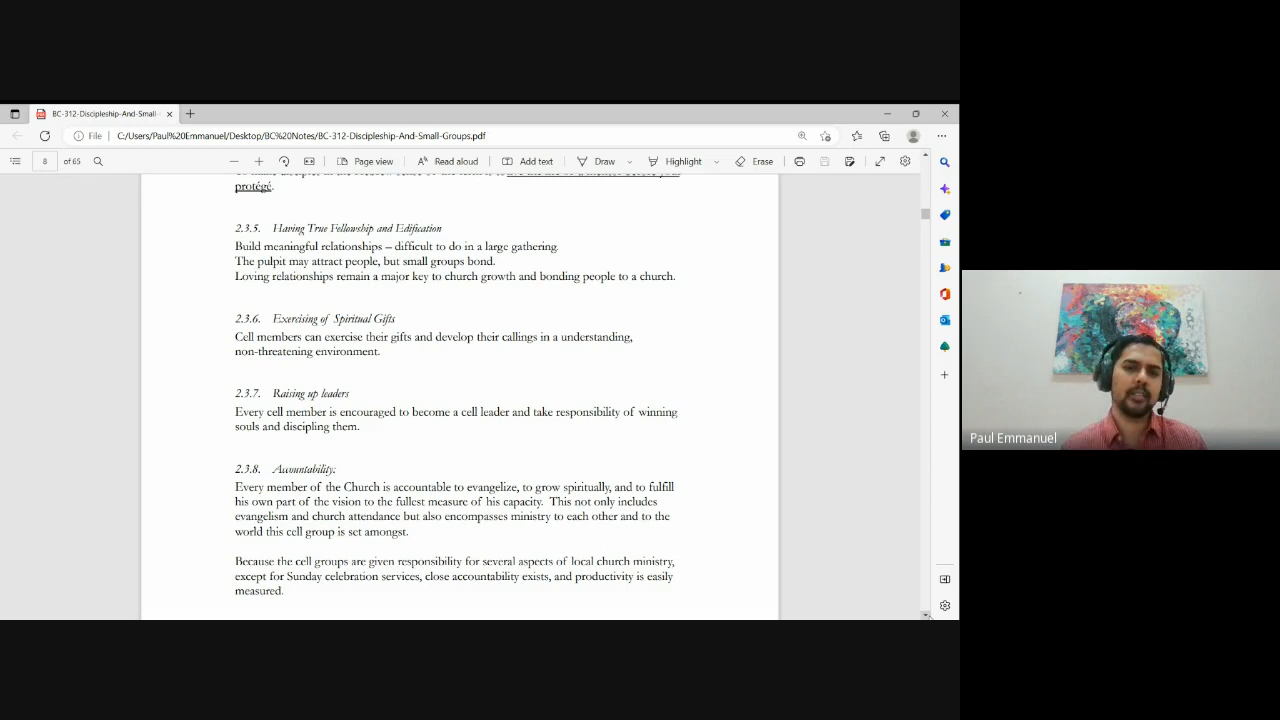 BC-312-Discipleship-And-Small-
File
C:/Users/Paul%20Emmanuel/Desktop/BC%20Notes/BC-312-Discipleship-And-Small-Groups.pdf
8 of 65
Page view
Read aloud
Add text
Draw
Highlight
Erase
protégé.
2.3.5. Having True Fellowship and Edification
Build meaningful relationships – difficult to do in a large gathering.
The pulpit may attract people, but small groups bond.
Loving relationships remain a major key to church growth and bonding people to a church.
2.3.6. Exercising of Spiritual Gifts
Cell members can exercise their gifts and develop their callings in a understanding,
non-threatening environment.
2.3.7. Raising up leaders
Every cell member is encouraged to become a cell leader and take responsibility of winning
souls and discipling them.
2.3.8. Accountability:
Every member of the Church is accountable to evangelize, to grow spiritually, and to fulfill
his own part of the vision to the fullest measure of his capacity. This not only includes
evangelism and church attendance but also encompasses ministry to each other and to the
world this cell group is set amongst.
Because the cell groups are given responsibility for several aspects of local church ministry,
except for Sunday celebration services, close accountability exists, and productivity is easily
measured.
Paul Emmanuel